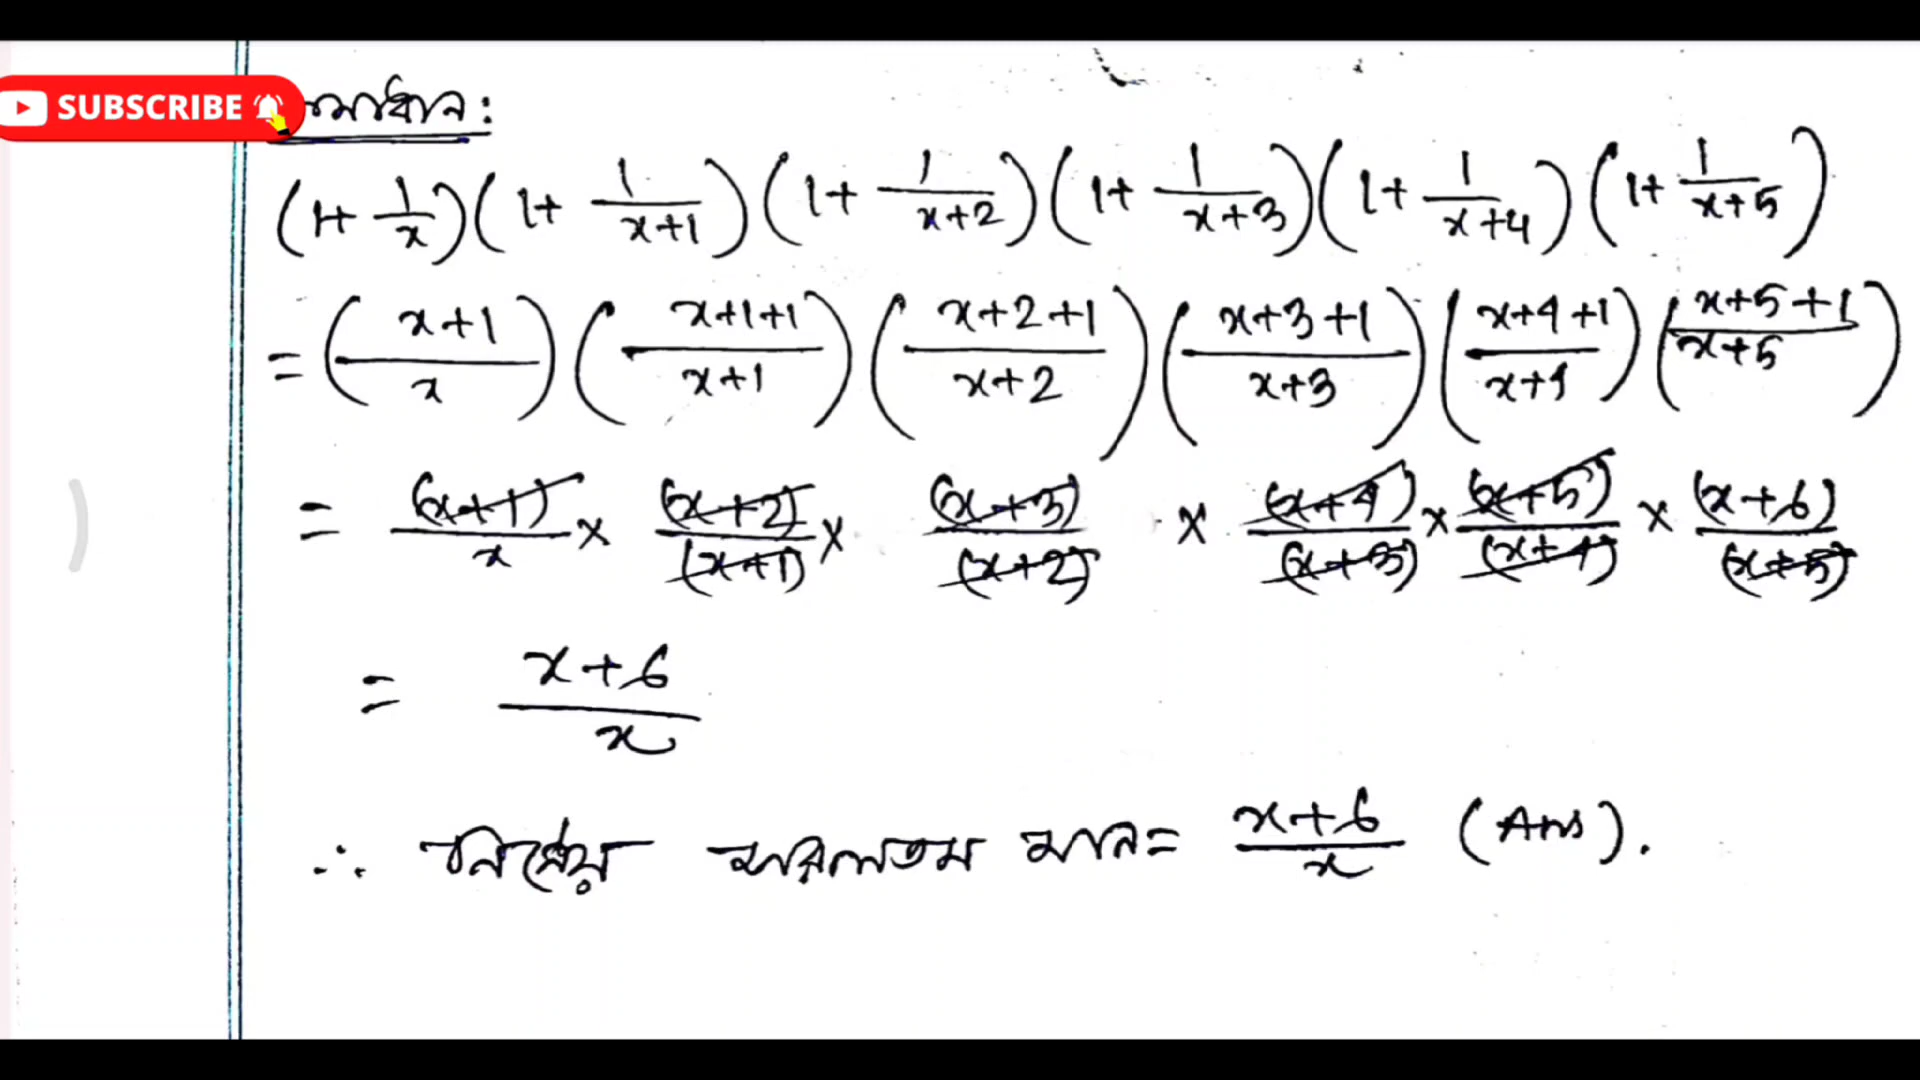 SUBSCRIBE
মাধান :
(1+ 1/x)(1+ 1/(x+1))(1+ 1/(x+2))(1+ 1/(x+3))(1+ 1/(x+4))(1+ 1/(x+5))
= ((x+1)/x)((x+1+1)/(x+1))((x+2+1)/(x+2))((x+3+1)/(x+3))((x+4+1)/(x+4))((x+5+1)/(x+5))
= (x+1)/x × (x+2)/(x+1) × (x+3)/(x+2) × (x+4)/(x+3) × (x+5)/(x+4) × (x+6)/(x+5)
= (x+6)/x
∴ নির্ণেয় সরলতম মান = (x+6)/x (Ans).